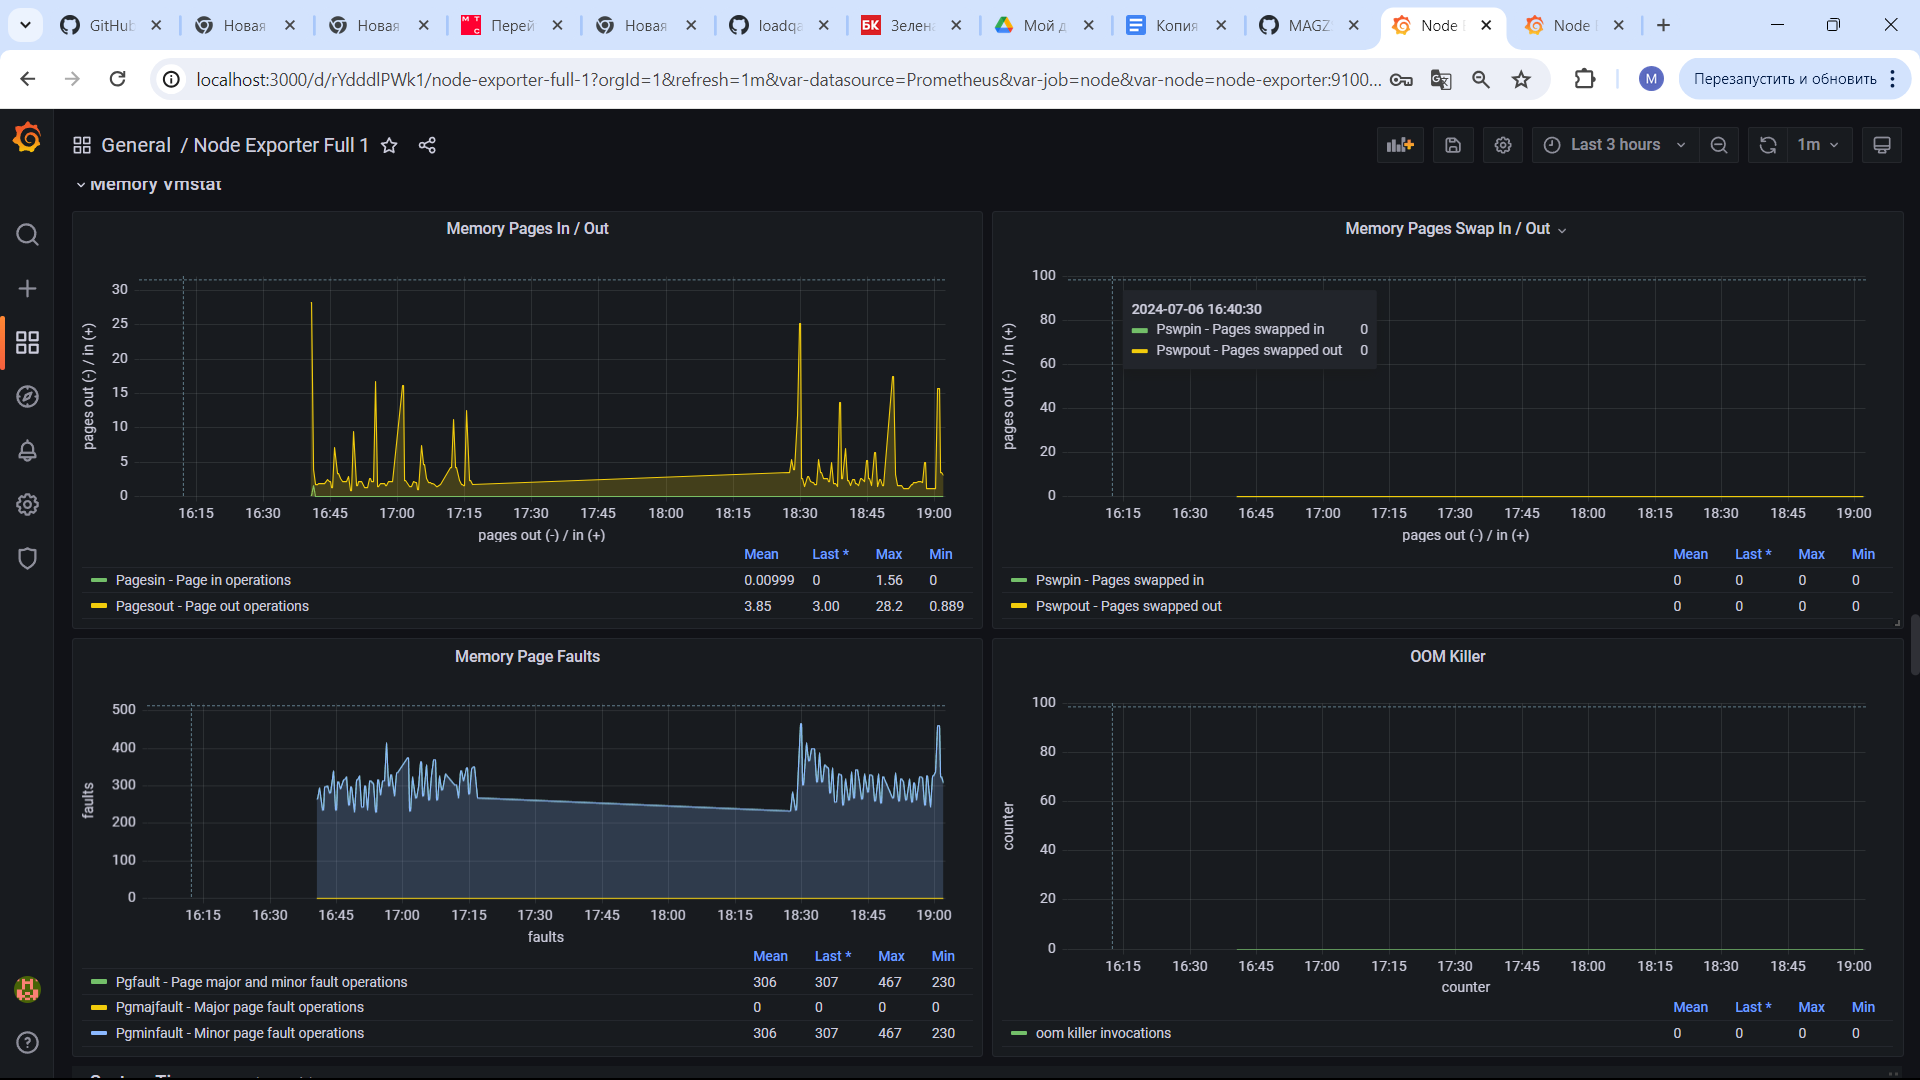 GitHub
Новая
Новая
Перей
Новая
loadqa
БК Зелена
Мой д
Копия
MAGZ
Node
Node
localhost:3000/d/rYdddlPWk1/node-exporter-full-1?orgId=1&refresh=1m&var-datasource=Prometheus&var-job=node&var-node=node-exporter:9100...
M
Перезапустить и обновить
General / Node Exporter Full 1
Last 3 hours
1m
Memory Vmstat
Memory Pages In / Out
pages out (-) / in (+)
30
25
20
15
10
5
0
16:15 16:30 16:45 17:00 17:15 17:30 17:45 18:00 18:15 18:30 18:45 19:00
pages out (-) / in (+)
Mean Last * Max Min
Pagesin - Page in operations 0.00999 0 1.56 0
Pagesout - Page out operations 3.85 3.00 28.2 0.889
Memory Pages Swap In / Out
pages out (-) / in (+)
100
80
60
40
20
0
2024-07-06 16:40:30
Pswpin - Pages swapped in 0
Pswpout - Pages swapped out 0
16:15 16:30 16:45 17:00 17:15 17:30 17:45 18:00 18:15 18:30 18:45 19:00
pages out (-) / in (+)
Mean Last * Max Min
Pswpin - Pages swapped in 0 0 0 0
Pswpout - Pages swapped out 0 0 0 0
Memory Page Faults
faults
500
400
300
200
100
0
16:15 16:30 16:45 17:00 17:15 17:30 17:45 18:00 18:15 18:30 18:45 19:00
faults
Mean Last * Max Min
Pgfault - Page major and minor fault operations 306 307 467 230
Pgmajfault - Major page fault operations 0 0 0 0
Pgminfault - Minor page fault operations 306 307 467 230
OOM Killer
counter
100
80
60
40
20
0
16:15 16:30 16:45 17:00 17:15 17:30 17:45 18:00 18:15 18:30 18:45 19:00
counter
Mean Last * Max Min
oom killer invocations 0 0 0 0